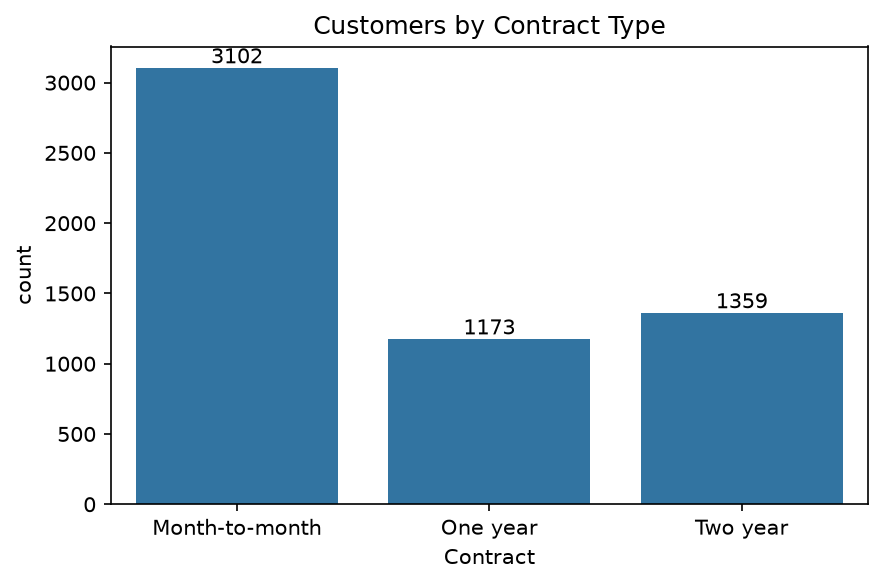 Customers by Contract Type
3102
1173
1359
3000
2500
2000
1500
1000
500
0
count
Month-to-month
One year
Two year
Contract